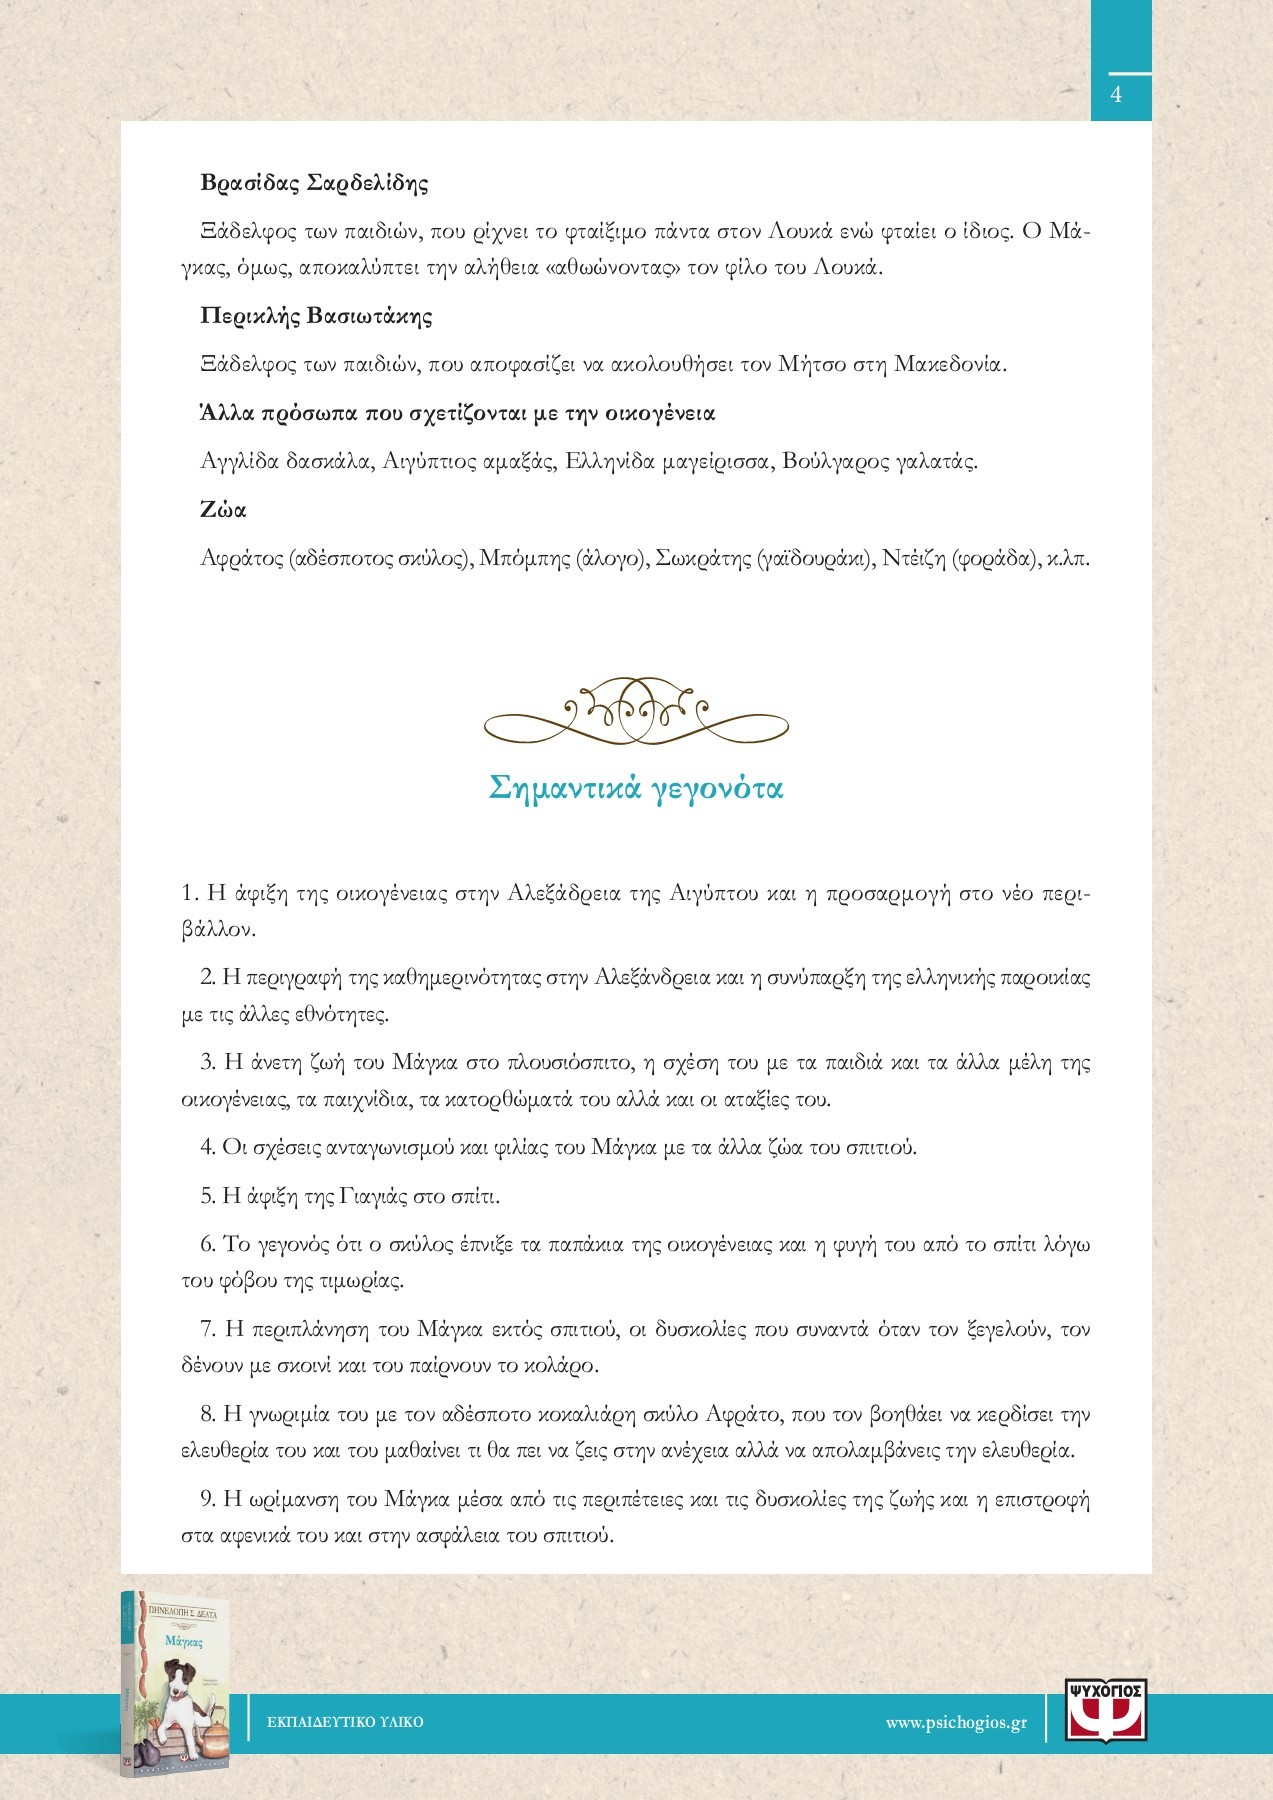 4
Βρασίδας Σαρδελίδης
Ξάδελφος των παιδιών, που ρίχνει το φταίξιμο πάντα στον Λουκά ενώ φταίει ο ίδιος. Ο Μά-
γκας, όμως, αποκαλύπτει την αλήθεια «αθωώνοντας» τον φίλο του Λουκά.
Περικλής Βασιωτάκης
Ξάδελφος των παιδιών, που αποφασίζει να ακολουθήσει τον Μήτσο στη Μακεδονία.
Άλλα πρόσωπα που σχετίζονται με την οικογένεια
Αγγλίδα δασκάλα, Αιγύπτιος αμαξάς, Ελληνίδα μαγείρισσα, Βούλγαρος γαλατάς.
Ζώα
Αφράτος (αδέσποτος σκύλος), Μπόμπης (άλογο), Σωκράτης (γαϊδουράκι), Ντέιζη (φοράδα), κ.λπ.
Σημαντικά γεγονότα
1. Η άφιξη της οικογένειας στην Αλεξάδρεια της Αιγύπτου και η προσαρμογή στο νέο περι-
βάλλον.
2. Η περιγραφή της καθημερινότητας στην Αλεξάνδρεια και η συνύπαρξη της ελληνικής παροικίας
με τις άλλες εθνότητες.
3. Η άνετη ζωή του Μάγκα στο πλουσιόσπιτο, η σχέση του με τα παιδιά και τα άλλα μέλη της
οικογένειας, τα παιχνίδια, τα κατορθώματά του αλλά και οι αταξίες του.
4. Οι σχέσεις ανταγωνισμού και φιλίας του Μάγκα με τα άλλα ζώα του σπιτιού.
5. Η άφιξη της Γιαγιάς στο σπίτι.
6. Το γεγονός ότι ο σκύλος έπνιξε τα παπάκια της οικογένειας και η φυγή του από το σπίτι λόγω
του φόβου της τιμωρίας.
7. Η περιπλάνηση του Μάγκα εκτός σπιτιού, οι δυσκολίες που συναντά όταν τον ξεγελούν, τον
δένουν με σκοινί και του παίρνουν το κολάρο.
8. Η γνωριμία του με τον αδέσποτο κοκαλιάρη σκύλο Αφράτο, που τον βοηθάει να κερδίσει την
ελευθερία του και του μαθαίνει τι θα πει να ζεις στην ανέχεια αλλά να απολαμβάνεις την ελευθερία.
9. Η ωρίμανση του Μάγκα μέσα από τις περιπέτειες και τις δυσκολίες της ζωής και η επιστροφή
στα αφενικά του και στην ασφάλεια του σπιτιού.
ΠΗΝΕΛΟΠΗ Σ. ΔΕΛΤΑ
Μάγκας
ΕΚΠΑΙΔΕΥΤΙΚΟ ΥΛΙΚΟ
www.psichogios.gr
ΨΥΧΟΓΙΟΣ